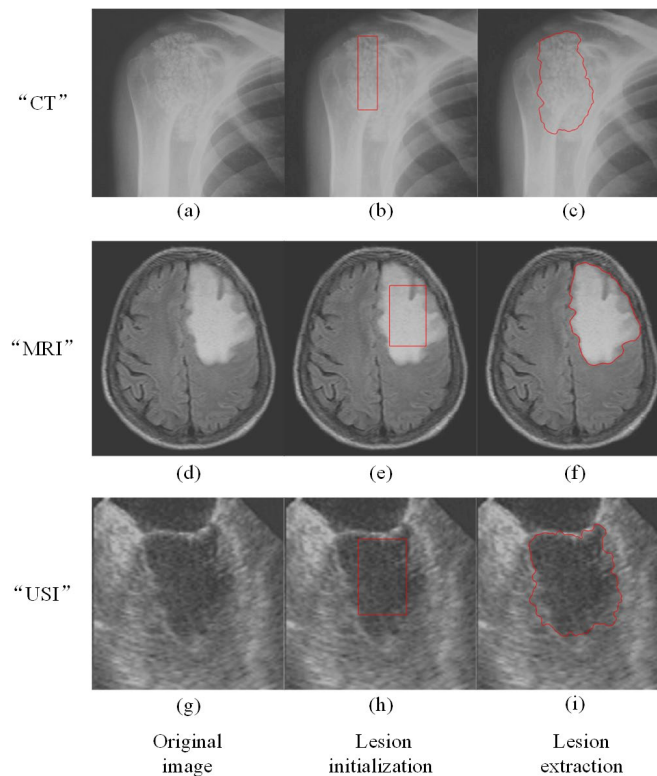 “CT”
(a) (b) (c)
“MRI”
(d) (e) (f)
“USI”
(g) (h) (i)
Original image
Lesion initialization
Lesion extraction